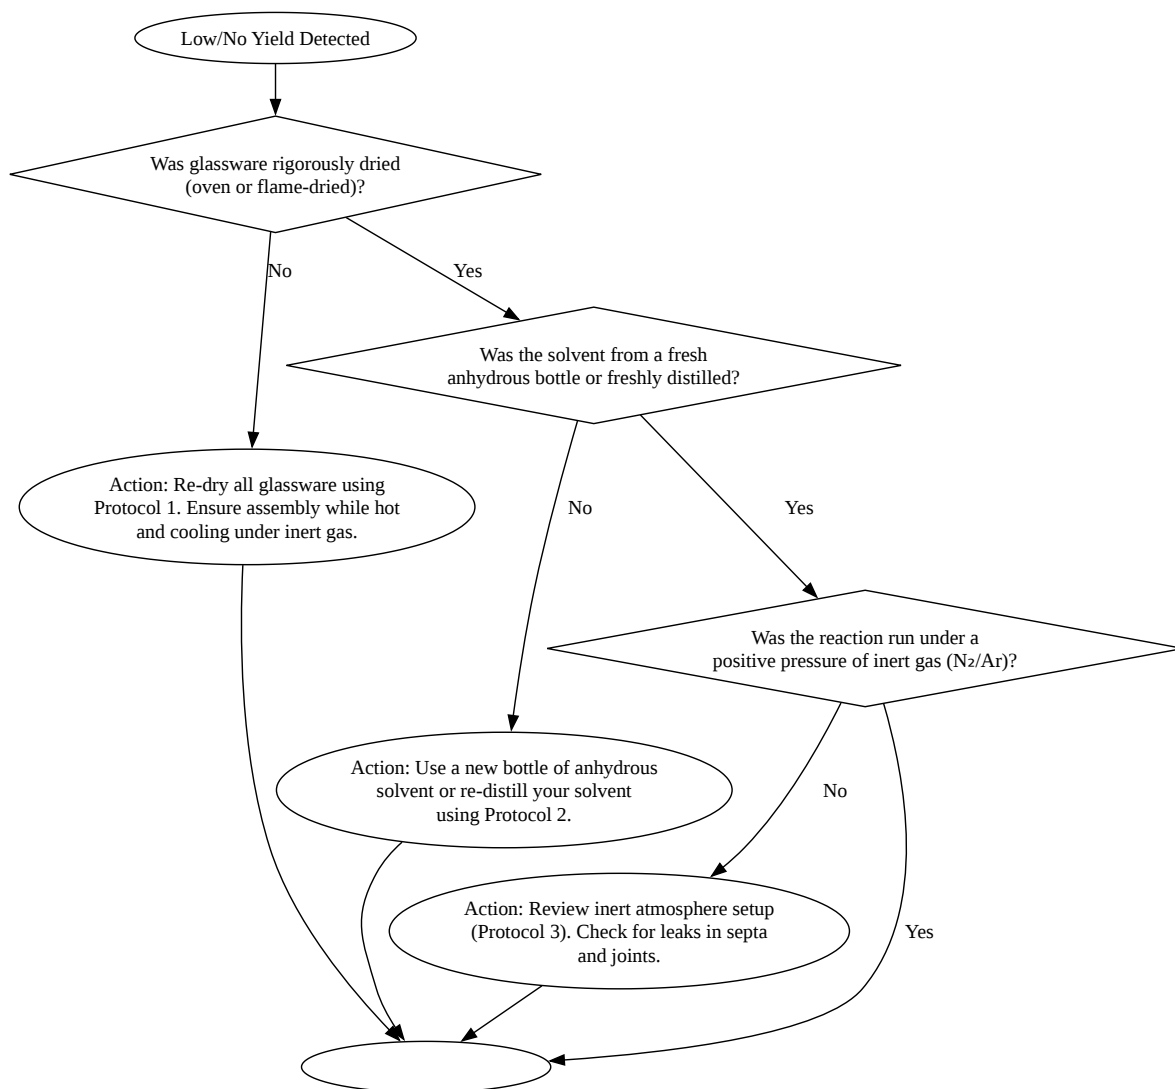 Low/No Yield Detected
Was glassware rigorously dried
(oven or flame-dried)?
No
Yes
Was the solvent from a fresh
anhydrous bottle or freshly distilled?
Action: Re-dry all glassware using
Protocol 1. Ensure assembly while hot
and cooling under inert gas.
No
Yes
Was the reaction run under a
positive pressure of inert gas (N₂/Ar)?
Action: Use a new bottle of anhydrous
solvent or re-distill your solvent
using Protocol 2.
No
Action: Review inert atmosphere setup
(Protocol 3). Check for leaks in septa
and joints.
Yes